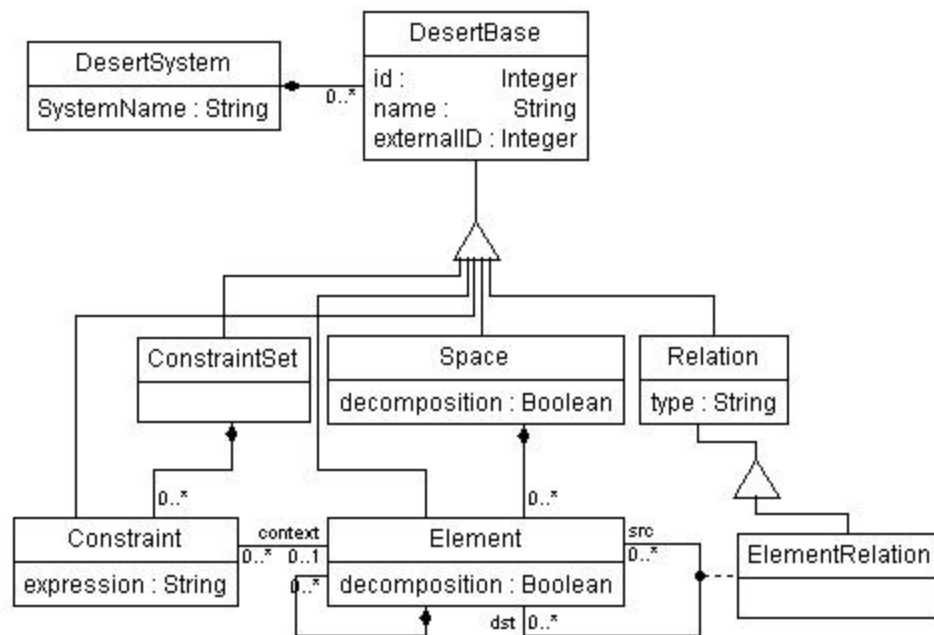 DesertBase
id : Integer
name : String
externalID : Integer
DesertSystem
SystemName : String
0..*
ConstraintSet
Space
decomposition : Boolean
Relation
type : String
0..*
0..*
Constraint
expression : String
context
0..* 0..1
0..*
Element
decomposition : Boolean
src
0..*
dst 0..*
ElementRelation